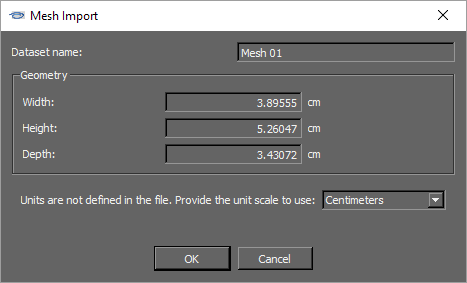 Mesh Import
Dataset name: Mesh 01
Geometry
Width: 3.89555 cm
Height: 5.26047 cm
Depth: 3.43072 cm
Units are not defined in the file. Provide the unit scale to use: Centimeters
OK Cancel